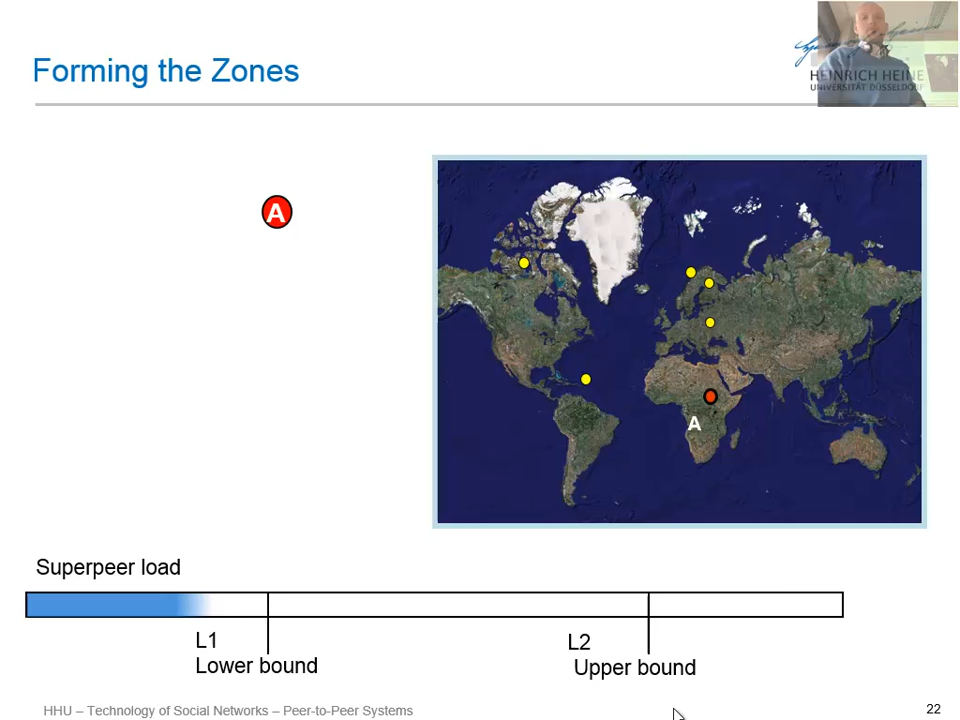 Forming the Zones
HEINRICH HEINE
UNIVERSITÄT DÜSSELDORF
A
A
Superpeer load
L1
Lower bound
L2
Upper bound
HHU – Technology of Social Networks – Peer-to-Peer Systems
22